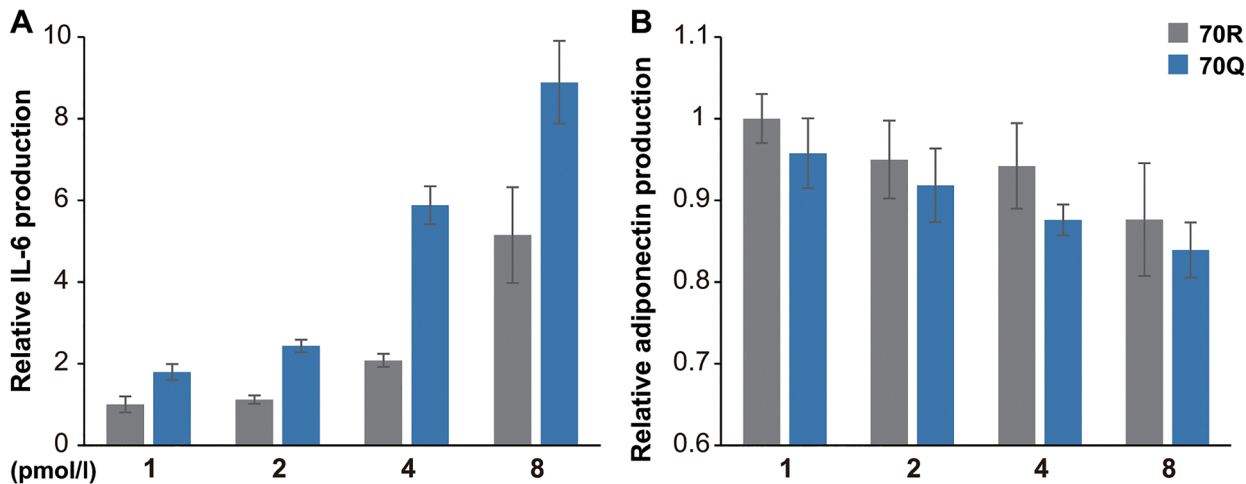 A
Relative IL-6 production
10
8
6
4
2
0
(pmol/l)
1
2
4
8
B
Relative adiponectin production
1.1
1
0.9
0.8
0.7
0.6
1
2
4
8
70R
70Q